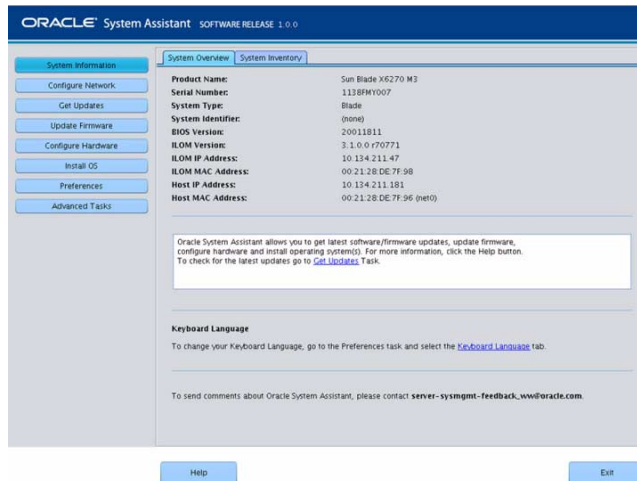 ORACLE System Assistant SOFTWARE RELEASE 1.0.0
System Information
Configure Network
Get Updates
Update Firmware
Configure Hardware
Install OS
Preferences
Advanced Tasks
System Overview System Inventory
Product Name: Sun Blade X6270 M3
Serial Number: 1138FMY007
System Type: Blade
System Identifier: (none)
BIOS Version: 20011811
ILOM Version: 3.1.0.0 r70771
ILOM IP Address: 10.134.211.47
ILOM MAC Address: 00:21:28:DE:7F:98
Host IP Address: 10.134.211.181
Host MAC Address: 00:21:28:DE:7F:96 (net0)
Oracle System Assistant allows you to get latest software/firmware updates, update firmware,
configure hardware and install operating system(s). For more information, click the Help button.
To check for the latest updates go to Get Updates Task.
Keyboard Language
To change your Keyboard Language, go to the Preferences task and select the Keyboard Language tab.
To send comments about Oracle System Assistant, please contact server-sysmgmt-feedback_ww@oracle.com.
Help
Exit